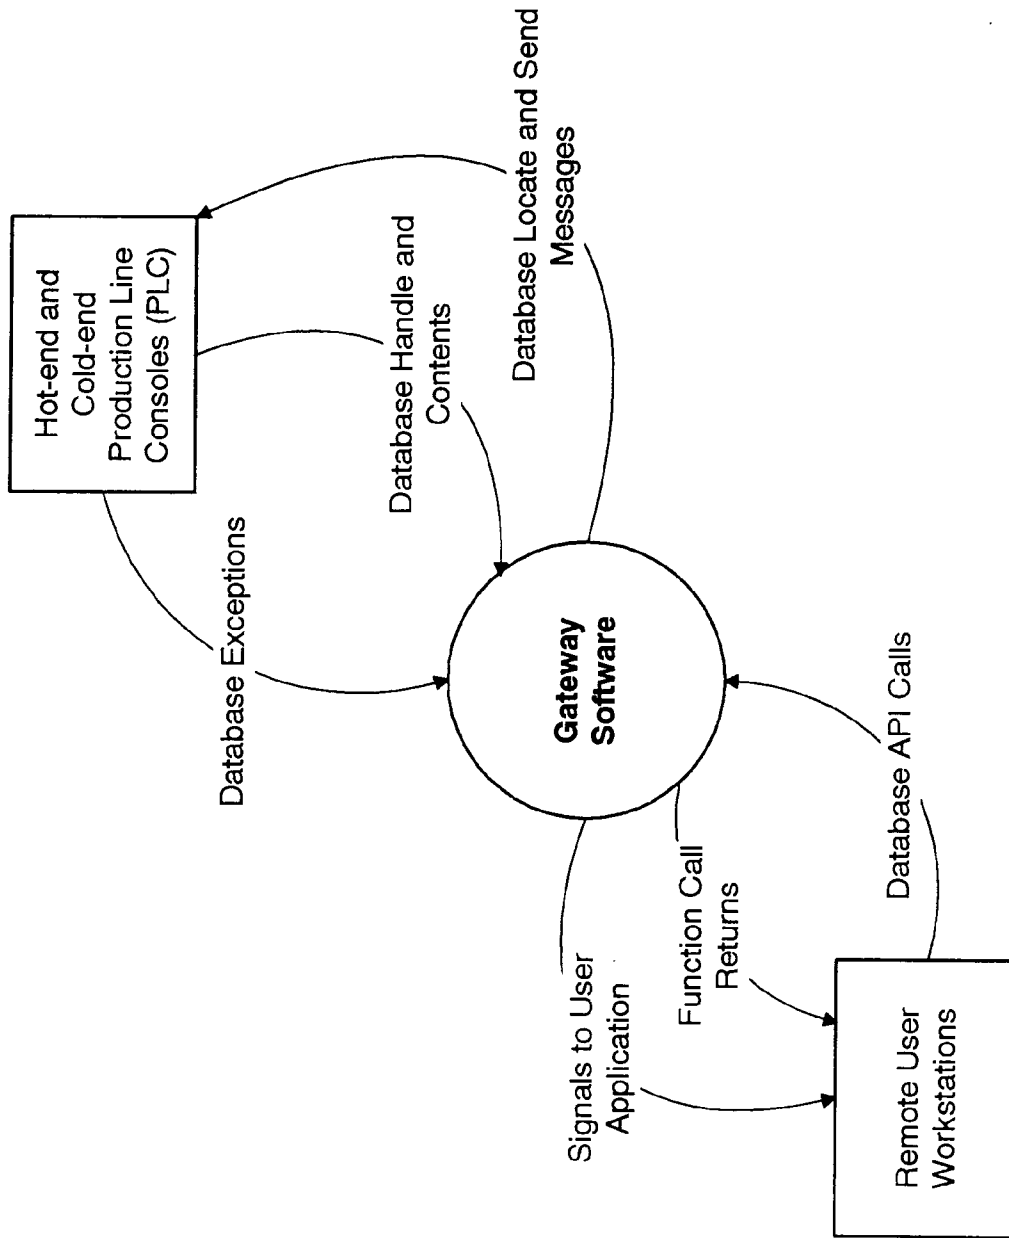 Hot-end and
Cold-end
Production Line
Consoles (PLC)
Database Exceptions
Database Handle and
Contents
Database Locate and Send
Messages
Gateway
Software
Signals to User
Application
Function Call
Returns
Database API Calls
Remote User
Workstations